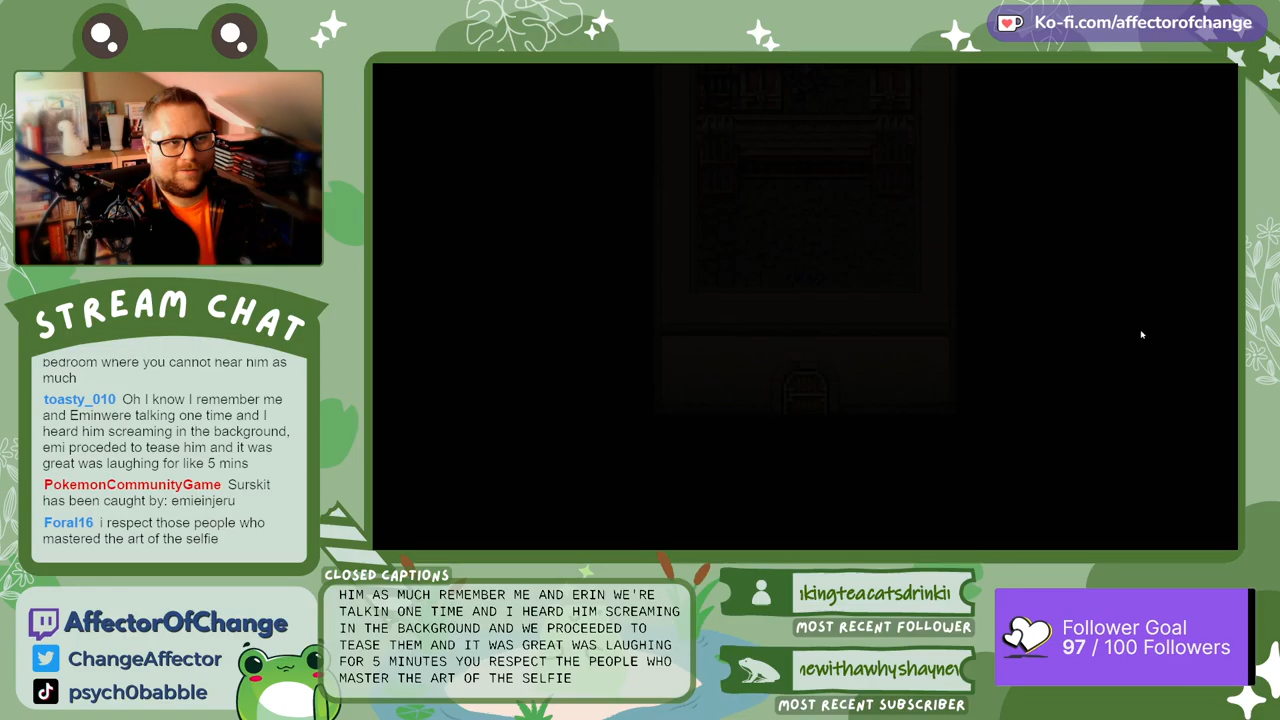 Ko-fi.com/affectorofchange
STREAM CHAT
bedroom where you cannot hear him as
much
toasty_010 Oh I know I remember me
and Eminwere talking one time and I
heard him screaming in the background,
emi proceded to tease him and it was
great was laughing for like 5 mins
PokemonCommunityGame Surskit
has been caught by: emieinjeru
Foral16 i respect those people who
mastered the art of the selfie
AffectorOfChange
ChangeAffector
psych0babble
CLOSED CAPTIONS
HIM AS MUCH REMEMBER ME AND ERIN WE'RE
TALKIN ONE TIME AND I HEARD HIM SCREAMING
IN THE BACKGROUND AND WE PROCEEDED TO
TEASE THEM AND IT WAS GREAT WAS LAUGHING
FOR 5 MINUTES YOU RESPECT THE PEOPLE WHO
MASTER THE ART OF THE SELFIE
kingteacatsdrinki
MOST RECENT FOLLOWER
ewithawhyshayne
MOST RECENT SUBSCRIBER
Follower Goal
97 / 100 Followers